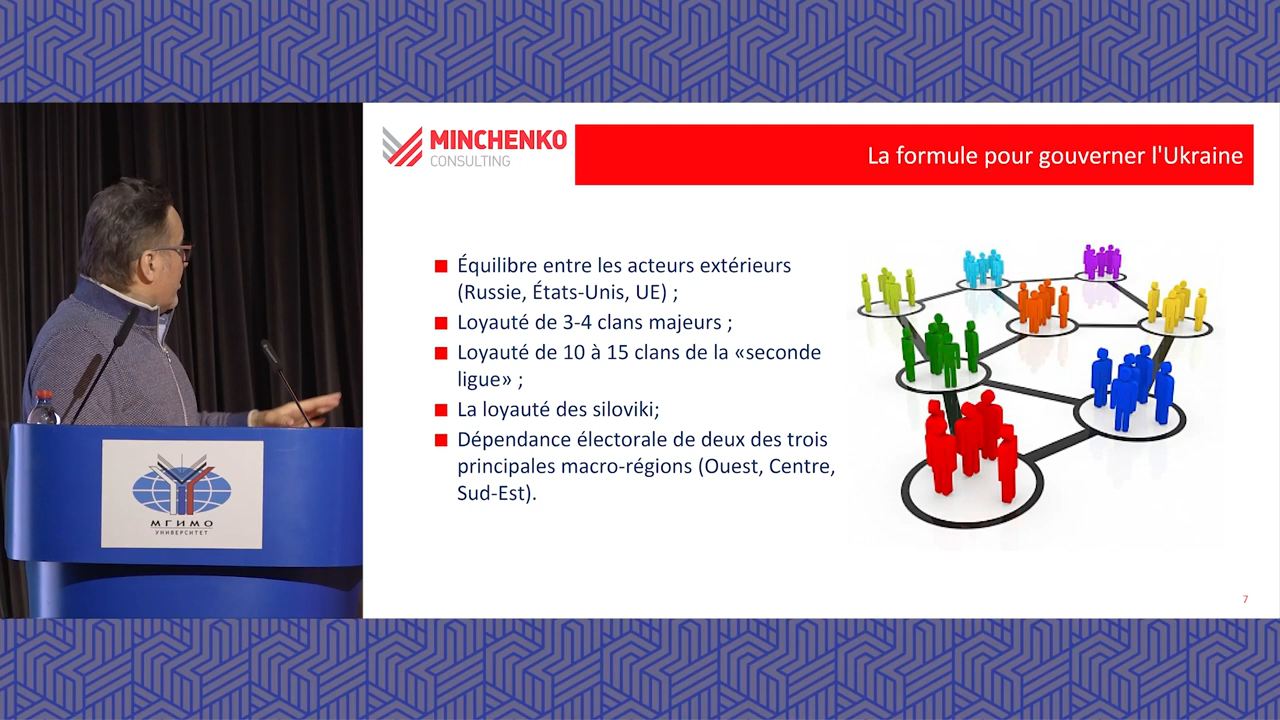 MINCHENKO
CONSULTING
La formule pour gouverner l'Ukraine
Équilibre entre les acteurs extérieurs
(Russie, États-Unis, UE) ;
Loyauté de 3-4 clans majeurs ;
Loyauté de 10 à 15 clans de la «seconde
ligue» ;
La loyauté des siloviki;
Dépendance électorale de deux des trois
principales macro-régions (Ouest, Centre,
Sud-Est).
МГИМО
УНИВЕРСИТЕТ
7